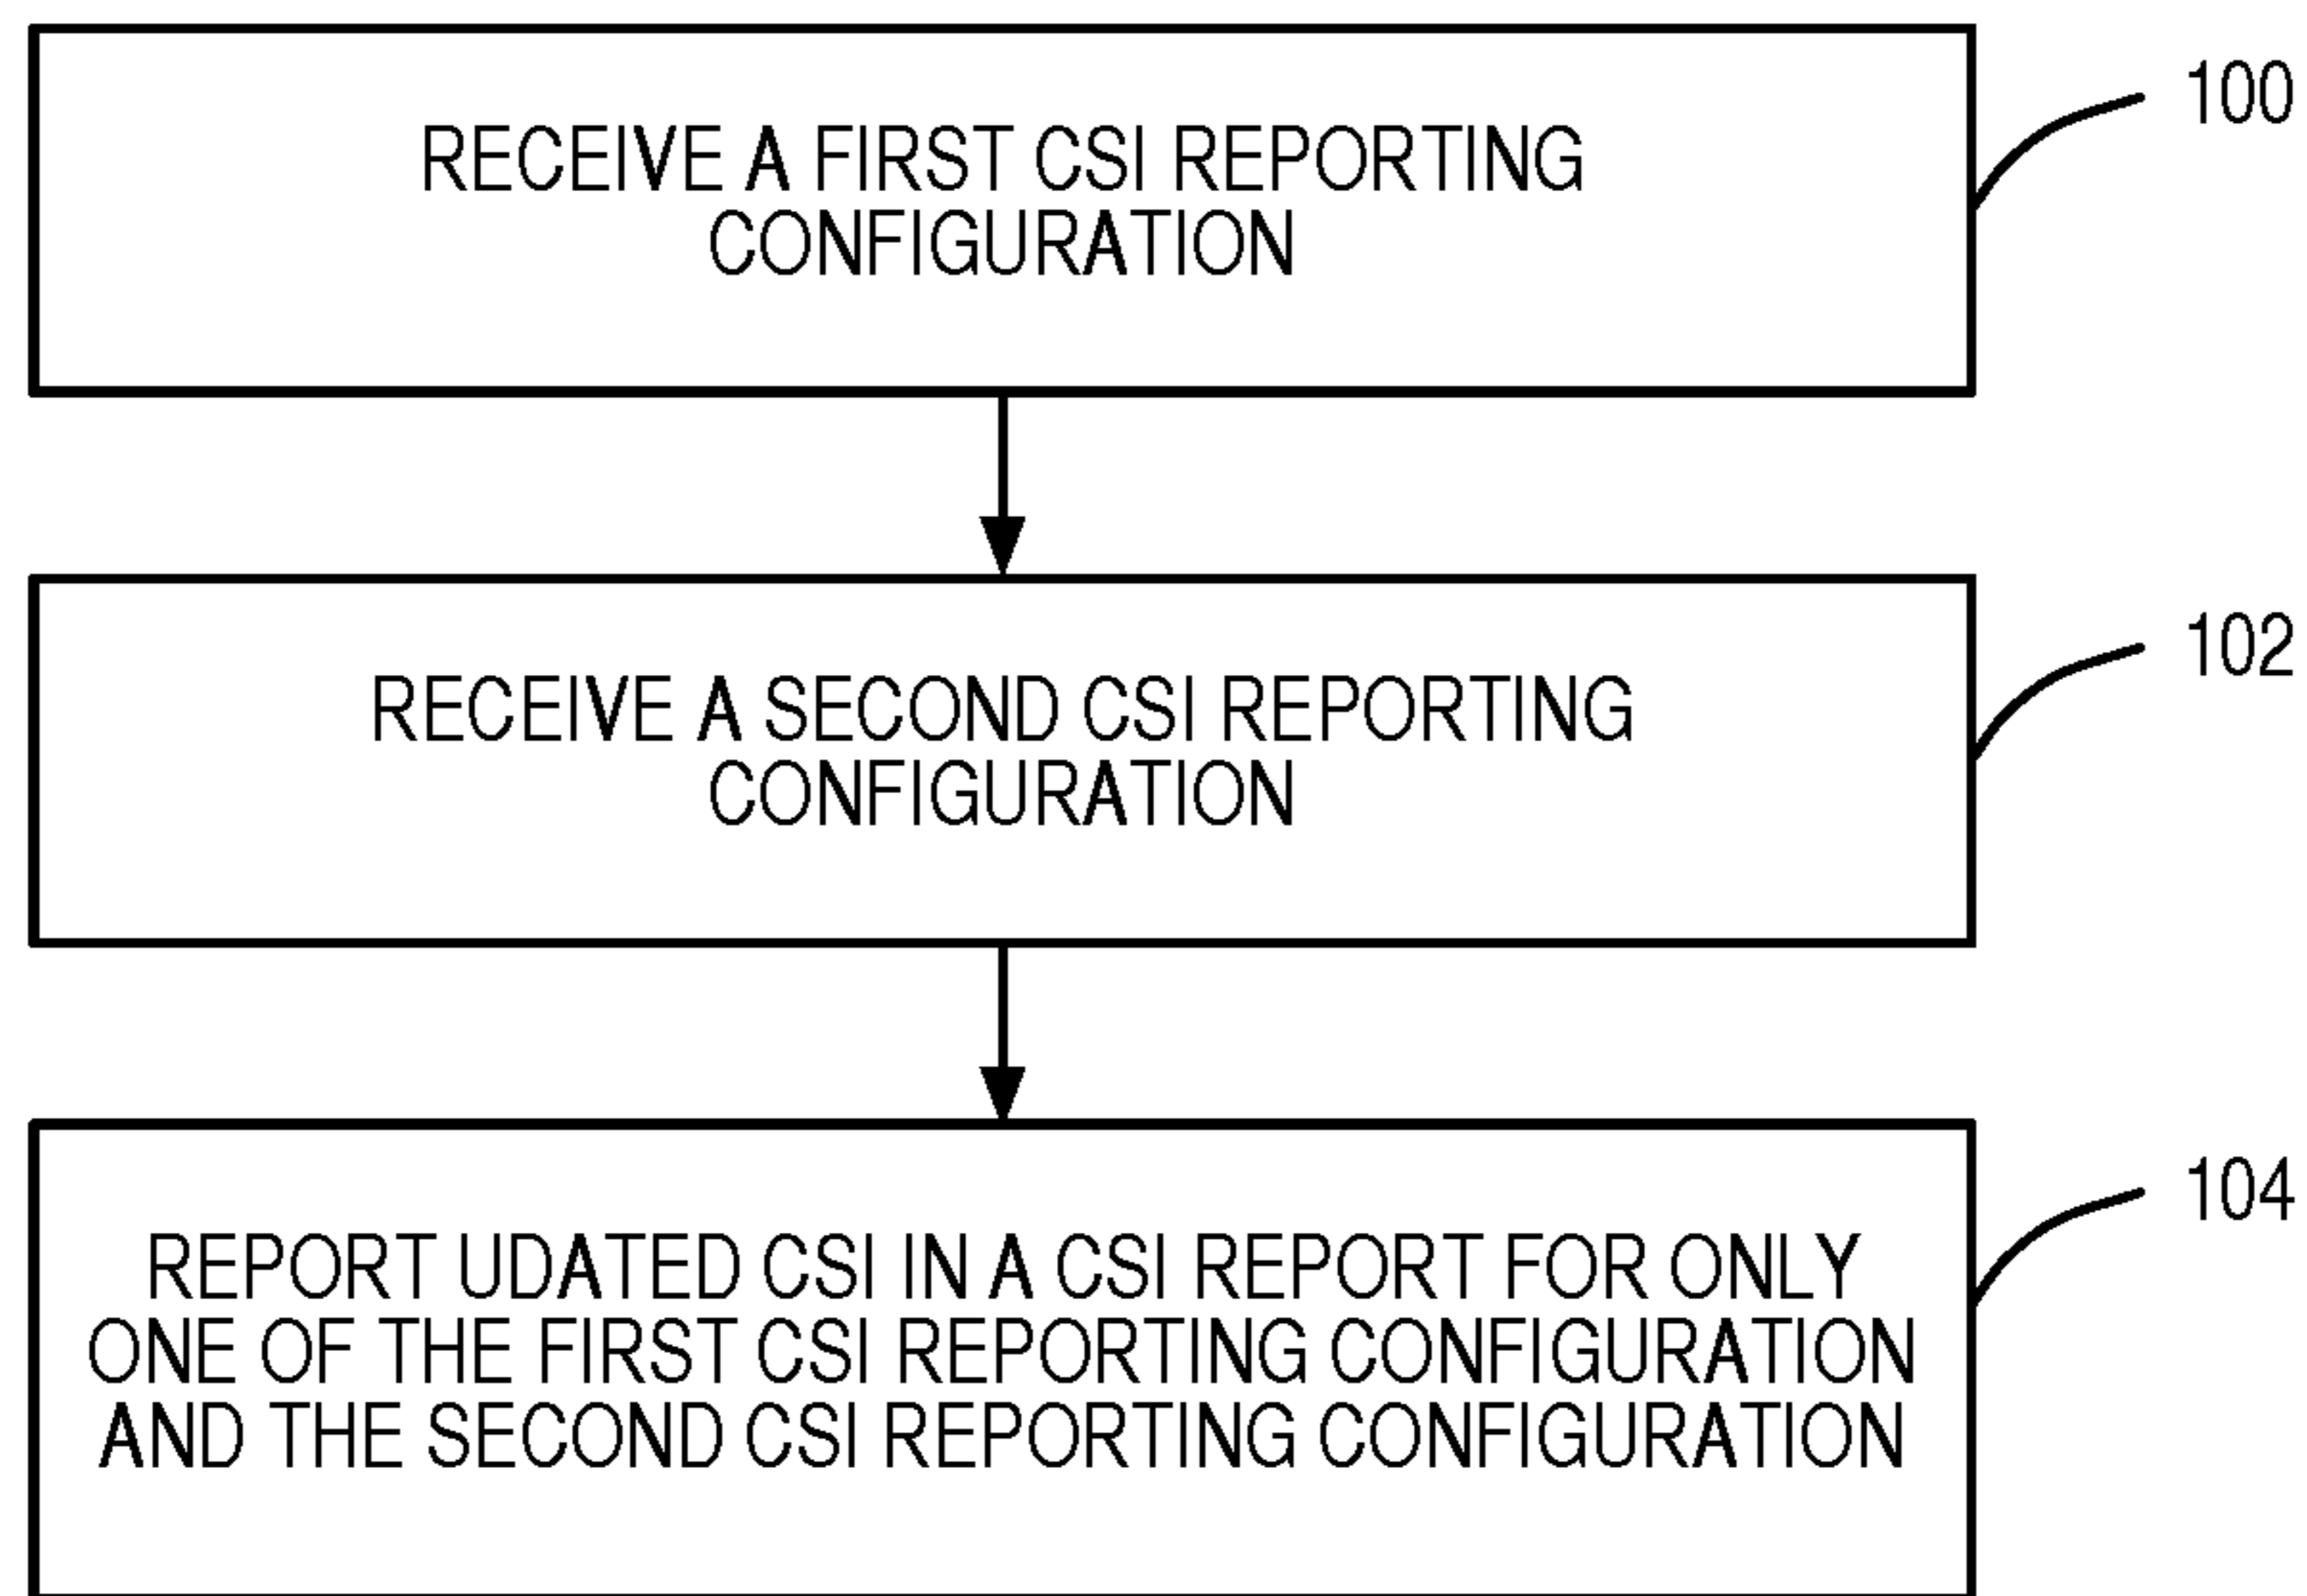 RECEIVE A FIRST CSI REPORTING
CONFIGURATION
100
RECEIVE A SECOND CSI REPORTING
CONFIGURATION
102
REPORT UDATED CSI IN A CSI REPORT FOR ONLY
ONE OF THE FIRST CSI REPORTING CONFIGURATION
AND THE SECOND CSI REPORTING CONFIGURATION
104